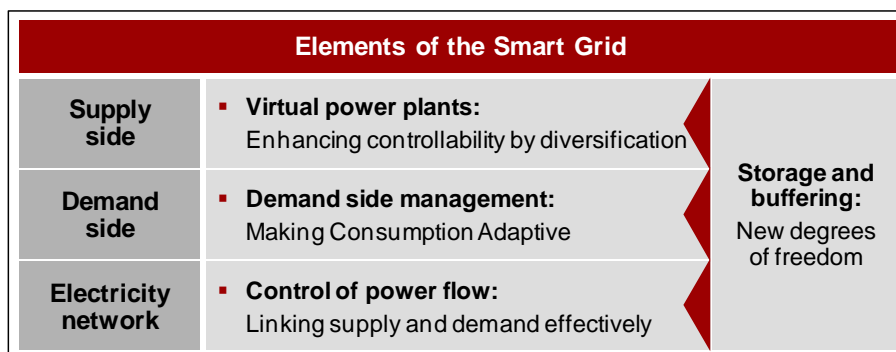 Elements of the Smart Grid
Supply
side
▪ Virtual power plants:
Enhancing controllability by diversification
Demand
side
▪ Demand side management:
Making Consumption Adaptive
Electricity
network
▪ Control of power flow:
Linking supply and demand effectively
Storage and
buffering:
New degrees
of freedom